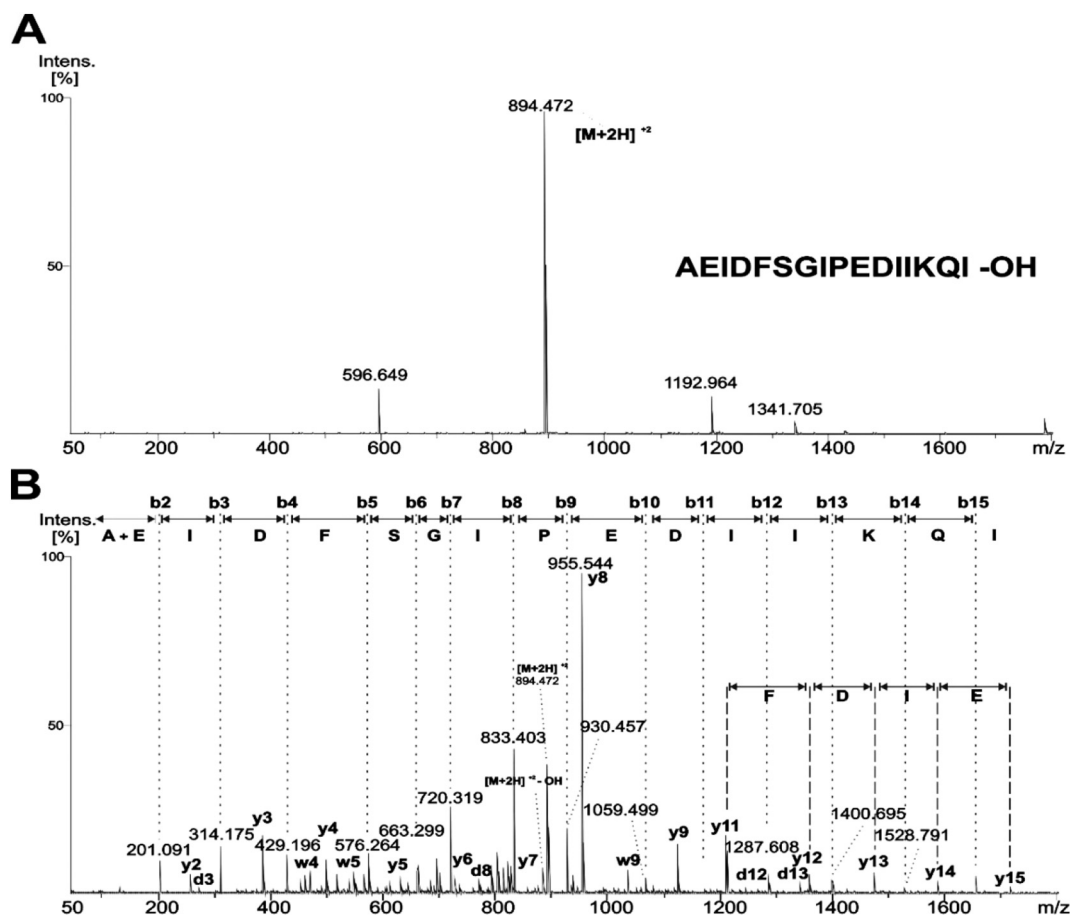 A
Intens.
[%]
100
894.472
[M+2H] +2
AEIDFSGIPEDIIKQI -OH
50
596.649
1192.964
1341.705
50 200 400 600 800 1000 1200 1400 1600 m/z
B
b2 b3 b4 b5 b6 b7 b8 b9 b10 b11 b12 b13 b14 b15
Intens.
[%]
A + E I D F S G I P E D I I K Q I
100
955.544
y8
[M+2H] +2
894.472
F D I E
50
833.403
930.457
[M+2H] +2 - OH
720.319
1059.499
1400.695
y3
314.175
429.196
y4
663.299
576.264
y9
y11
1287.608
1528.791
201.091
y2
d3
w4
w5
y5
y6
d8
y7
w9
d12
d13
y12
y13
y14
y15
50 200 400 600 800 1000 1200 1400 1600 m/z